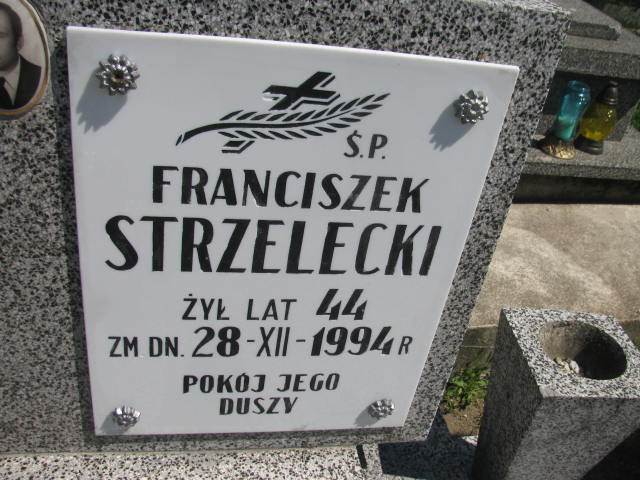 Ś.P.
FRANCISZEK
STRZELECKI
ŻYŁ LAT 44
ZM DN. 28-XII-1994 R
POKÓJ JEGO
DUSZY